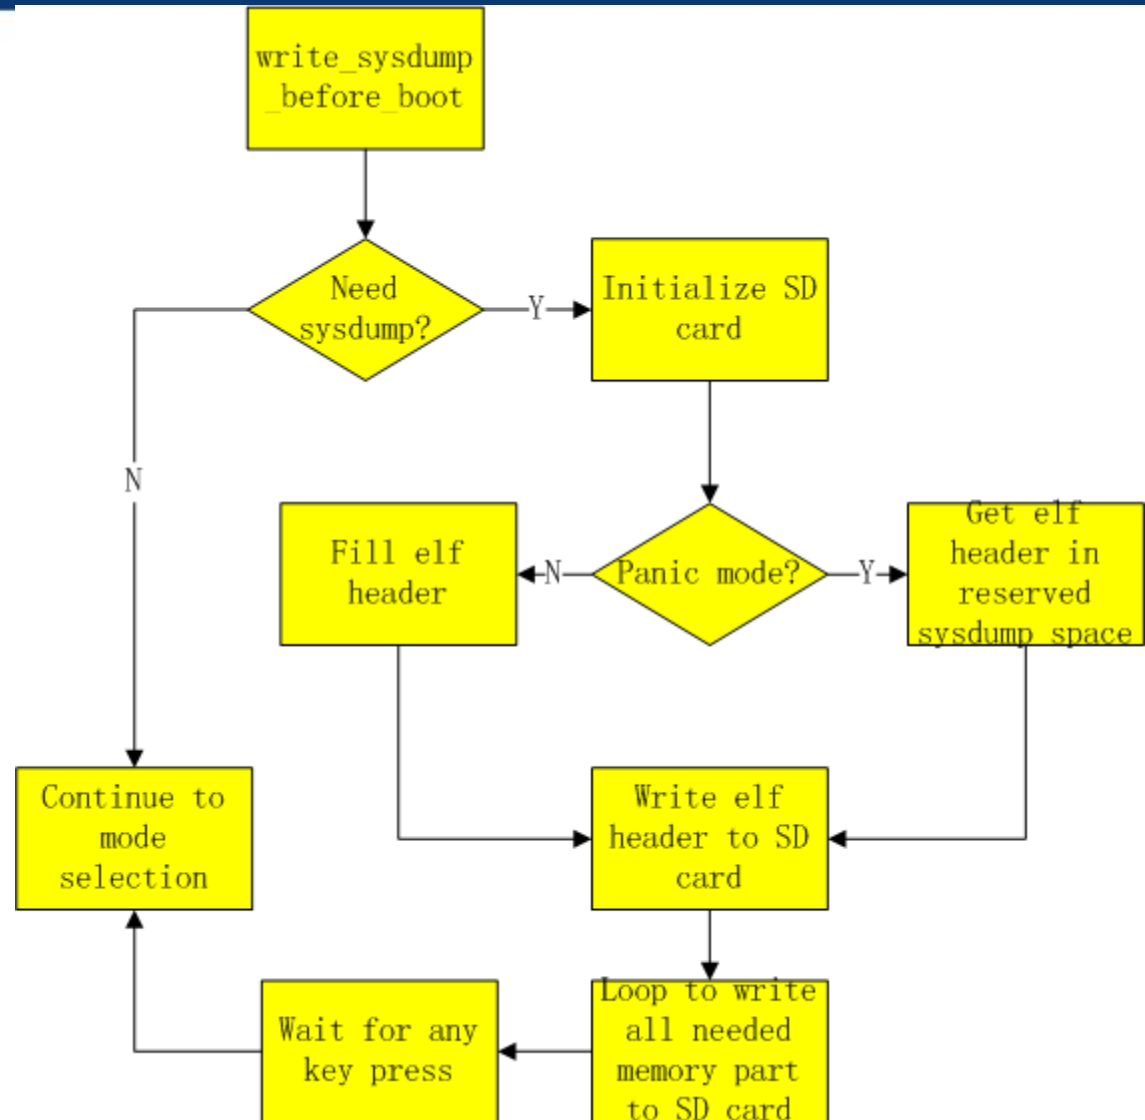 write_sysdump
_before_boot
Need
sysdump?
Y
Initialize SD
card
N
Fill elf
header
N
Panic mode?
Y
Get elf
header in
reserved
sysdump space
Continue to
mode
selection
Write elf
header to SD
card
Wait for any
key press
Loop to write
all needed
memory part
to SD card